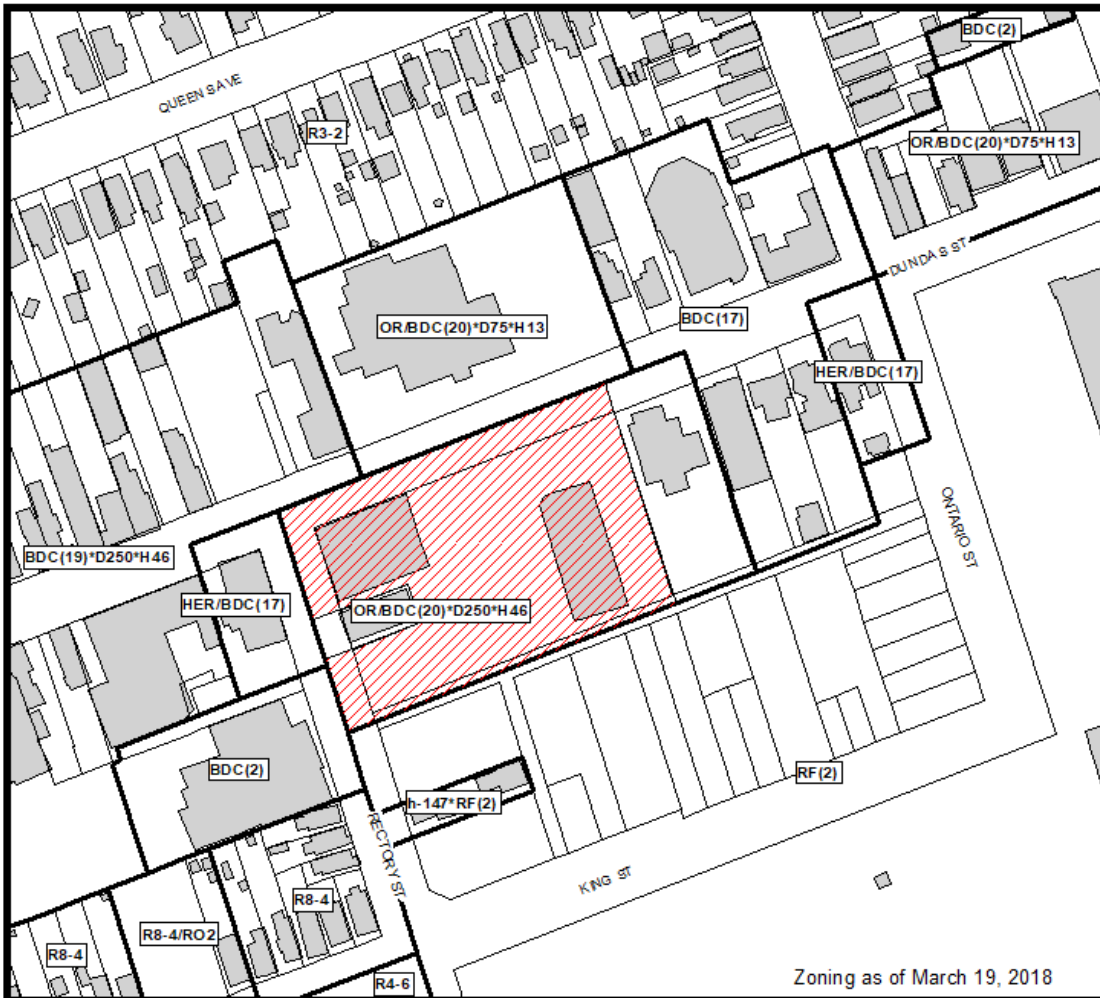 BDC(2)
QUEENS AVE
R3-2
OR/BDC(20)*D75*H13
DUNDAS ST
OR/BDC(20)*D75*H13
BDC(17)
HER/BDC(17)
ONTARIO ST
BDC(19)*D250*H46
HER/BDC(17)
OR/BDC(20)*D250*H46
BDC(2)
RF(2)
h-147*RF(2)
RECTORY ST
KING ST
R8-4
R8-4/RO2
R8-4
R4-6
Zoning as of March 19, 2018